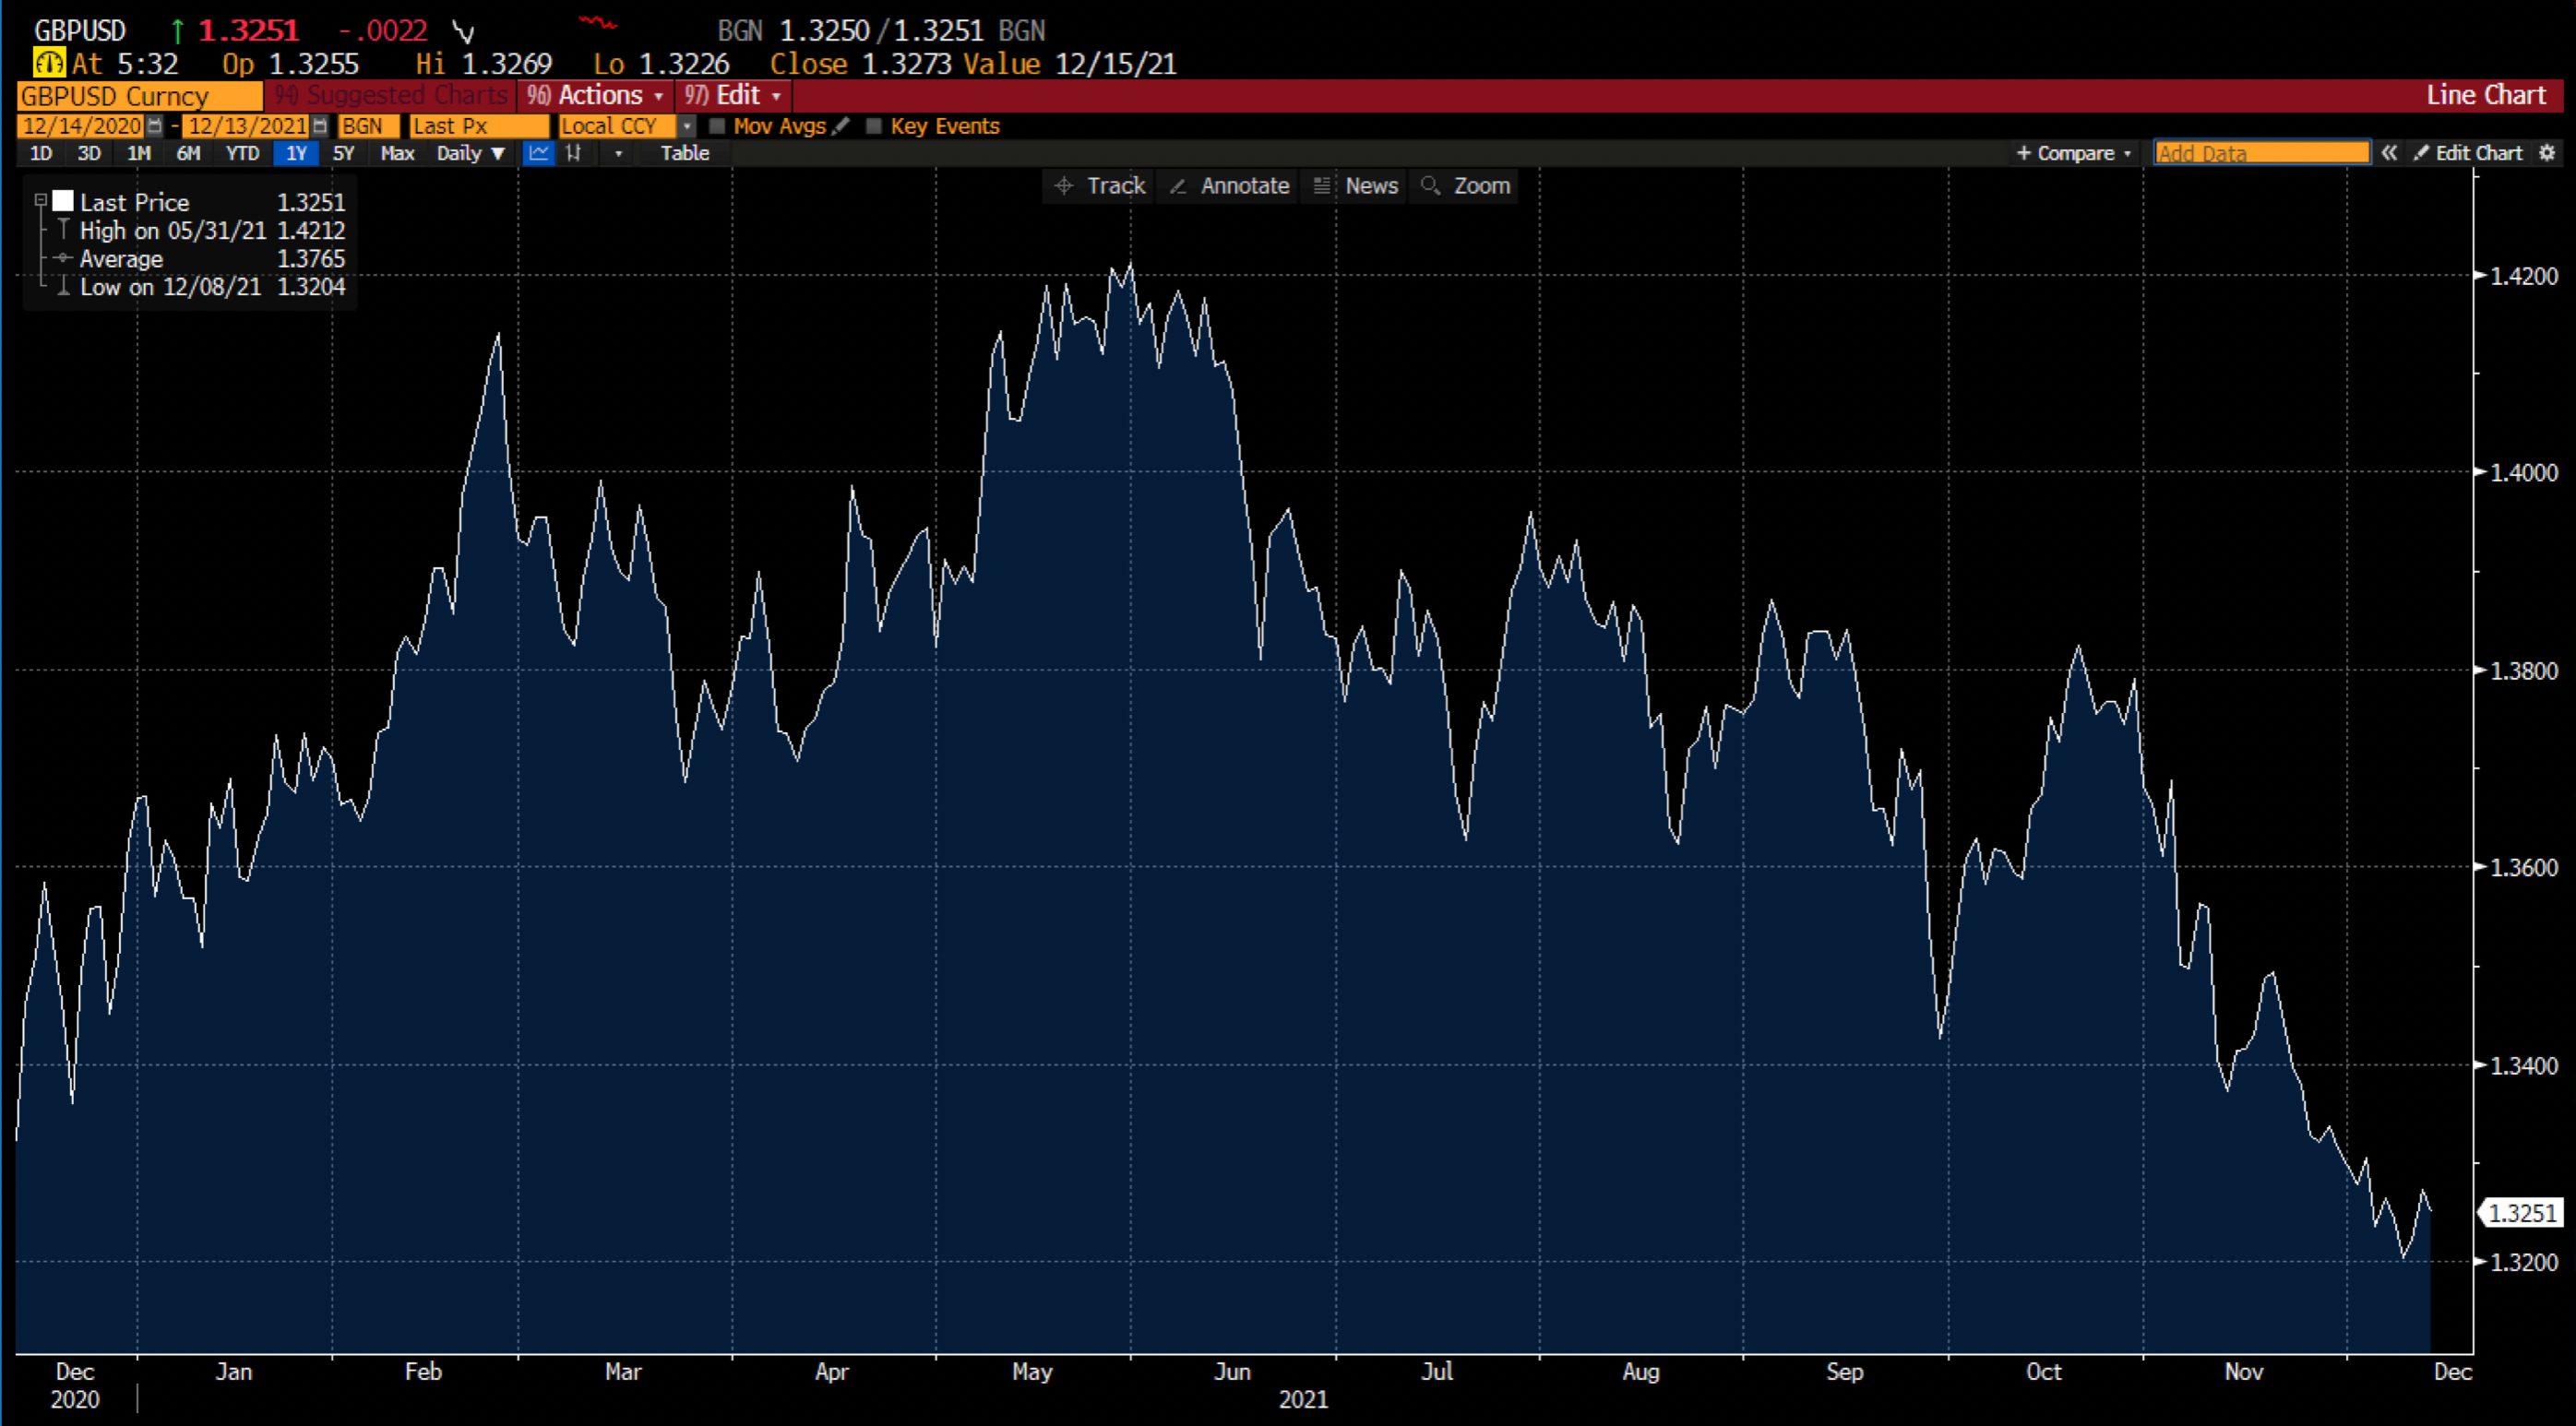 GBPUSD ↑ 1.3251 -.0022 BGN 1.3250/1.3251 BGN
At 5:32 Op 1.3255 Hi 1.3269 Lo 1.3226 Close 1.3273 Value 12/15/21
GBPUSD Curncy 94) Suggested Charts 96) Actions 97) Edit Line Chart
12/14/2020 - 12/13/2021 BGN Last Px Local CCY Mov Avgs Key Events
1D 3D 1M 6M YTD 1Y 5Y Max Daily ▼ Table + Compare Add Data « Edit Chart
Track Annotate News Zoom
Last Price 1.3251
High on 05/31/21 1.4212
Average 1.3765
Low on 12/08/21 1.3204
1.4200
1.4000
1.3800
1.3600
1.3400
1.3251
1.3200
Dec Jan Feb Mar Apr May Jun Jul Aug Sep Oct Nov Dec
2020 2021